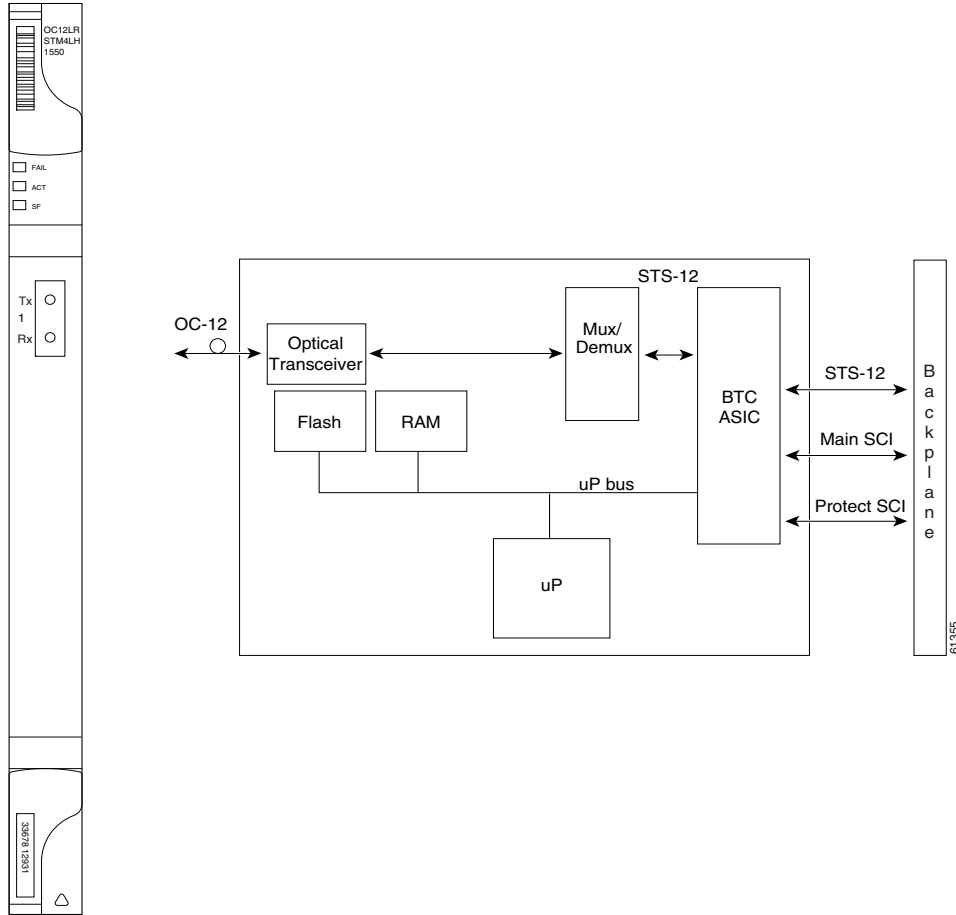 OC12LR
STM4LH
1550
FAIL
ACT
SF
Tx
1
Rx
33678 12931
OC-12
Optical
Transceiver
Flash
RAM
uP bus
uP
STS-12
Mux/
Demux
BTC
ASIC
STS-12
Main SCI
Protect SCI
Backplane
61355